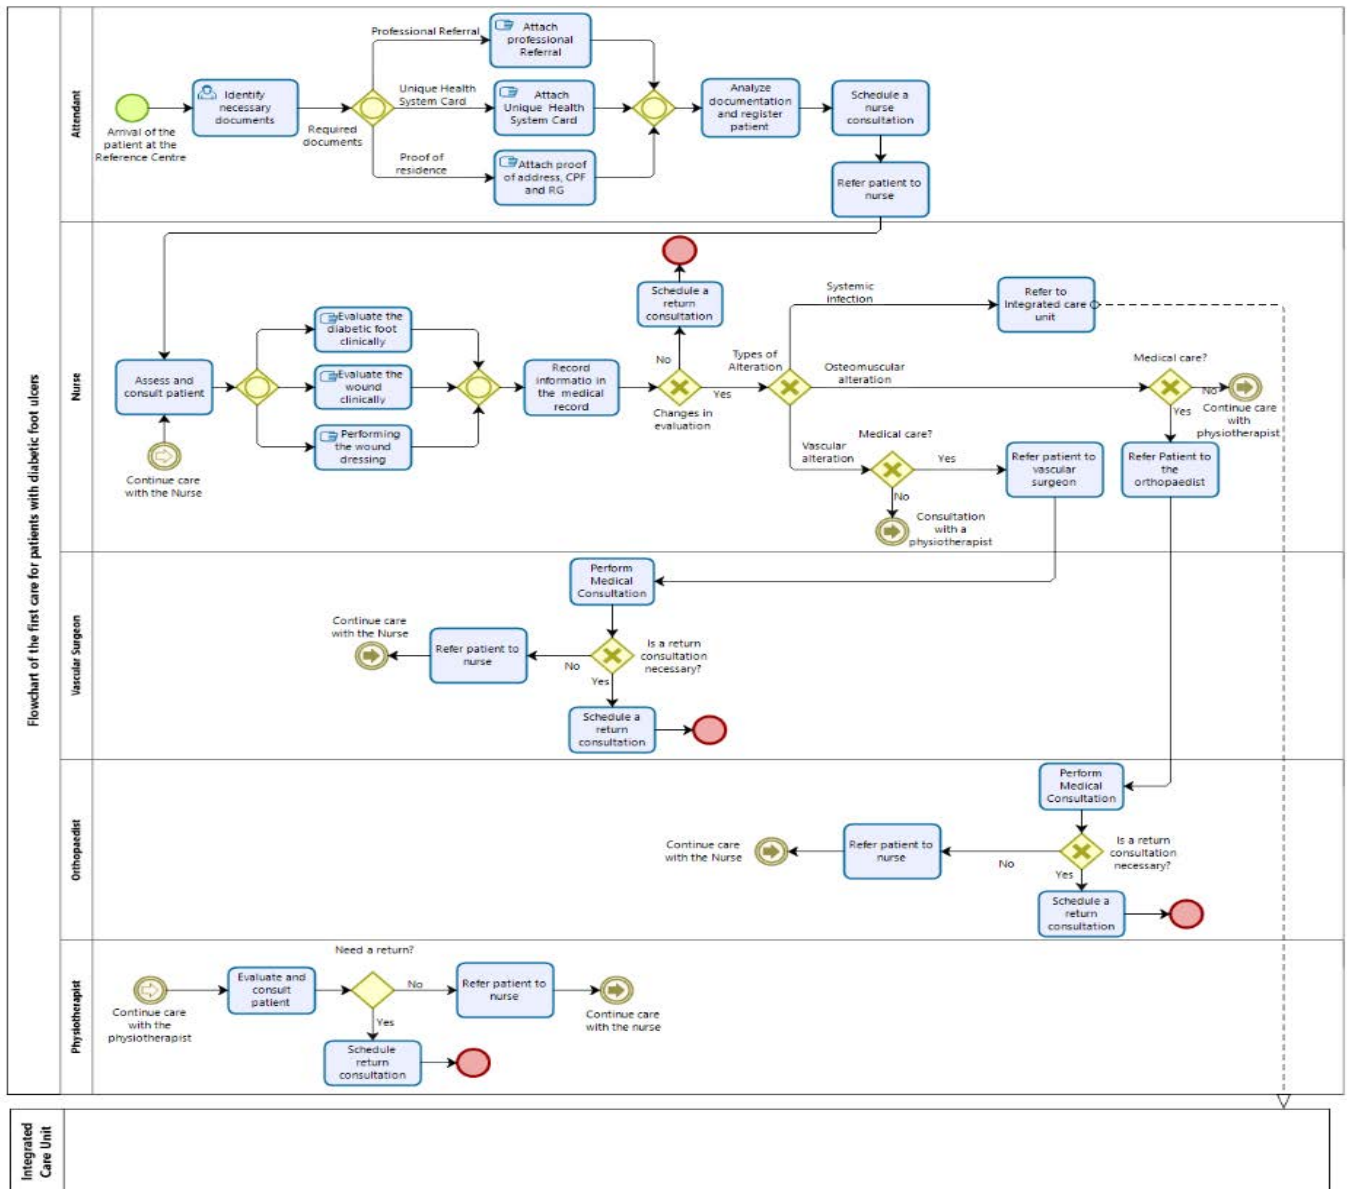 Flowchart of the first care for patients with diabetic foot ulcers
Attendant
Arrival of the
patient at the
Reference Centre
Identify
necessary
documents
Required
documents
Professional Referral
Attach
professional
Referral
Unique Health
System Card
Attach
Unique Health
System Card
Proof of
residence
Attach proof
of address, CPF
and RG
Analyze
documentation
and register
patient
Schedule a
nurse
consultation
Refer patient to
nurse
Nurse
Assess and
consult patient
Continue care
with the Nurse
Evaluate the
diabetic foot
clinically
Evaluate the
wound
clinically
Performing
the wound
dressing
Record
informatio in
the medical
record
Schedule a
return
consultation
No
Changes in
evaluation
Yes
Types of
Alteration
Systemic
infection
Refer to
Integrated care
unit
Osteomuscular
alteration
Medical care?
No
Continue care
with
physiotherapist
Yes
Refer Patient to
the
orthopaedist
Vascular
alteration
Medical care?
Yes
Refer patient to
vascular
surgeon
No
Consultation
with a
physiotherapist
Vascular Surgeon
Perform
Medical
Consultation
Is a return
consultation
necessary?
No
Refer patient to
nurse
Continue care
with the Nurse
Yes
Schedule a
return
consultation
Orthopaedist
Perform
Medical
Consultation
Is a return
consultation
necessary?
No
Refer patient to
nurse
Continue care
with the Nurse
Yes
Schedule a
return
consultation
Physiotherapist
Continue care
with the
physiotherapist
Evaluate and
consult
patient
Need a return?
No
Refer patient to
nurse
Continue care
with the nurse
Yes
Schedule
return
consultation
Integrated
Care Unit